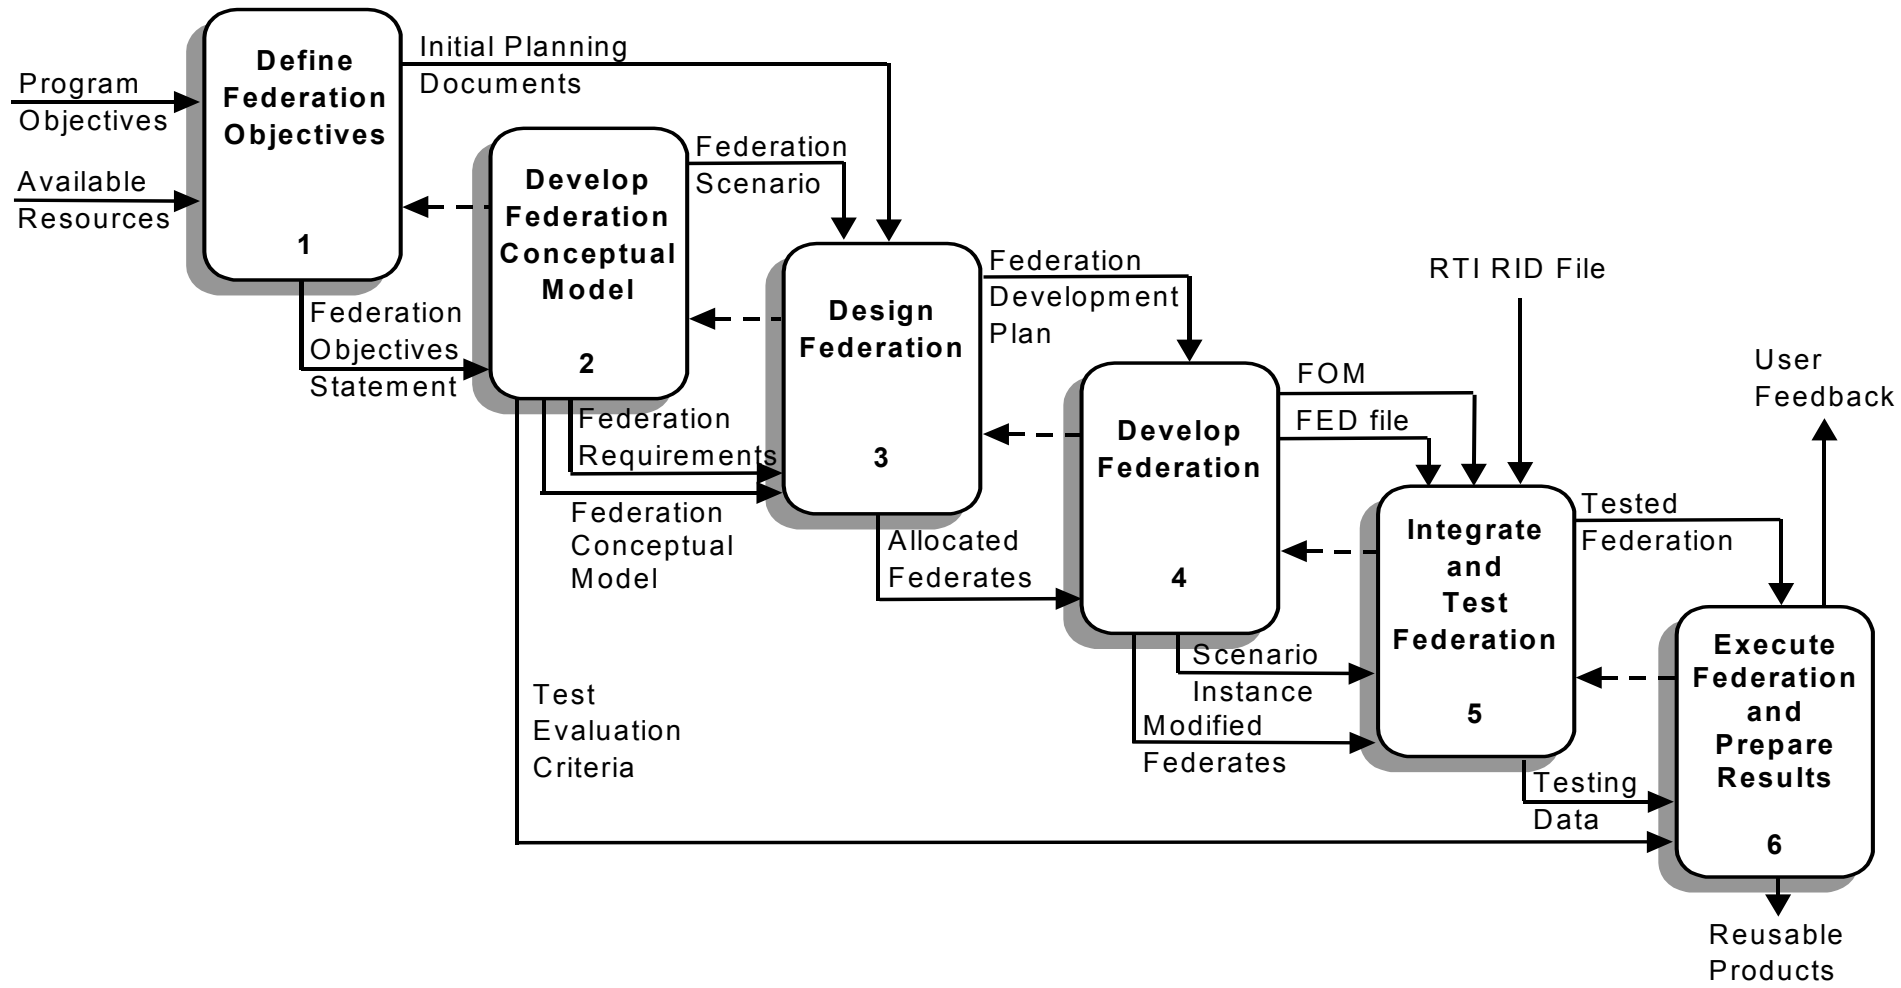 Program
Objectives
Available
Resources
Define
Federation
Objectives
1
Initial Planning
Documents
Federation
Objectives
Statement
Develop
Federation
Conceptual
Model
2
Federation
Scenario
Federation
Requirements
Federation
Conceptual
Model
Test
Evaluation
Criteria
Design
Federation
3
Federation
Development
Plan
Allocated
Federates
Develop
Federation
4
FOM
FED file
RTI RID File
Scenario
Instance
Modified
Federates
Integrate
and
Test
Federation
5
Tested
Federation
Testing
Data
User
Feedback
Execute
Federation
and
Prepare
Results
6
Reusable
Products